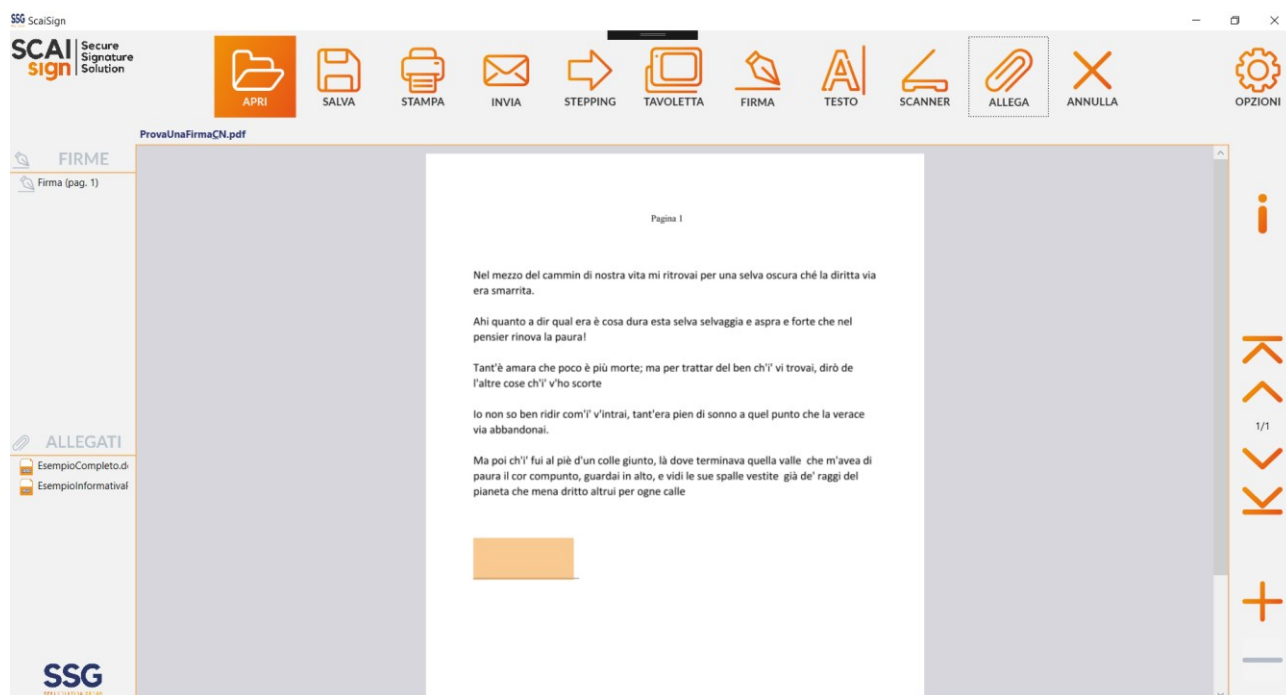 SSG ScaiSign
SCAI sign Secure Signature Solution
APRI SALVA STAMPA INVIA STEPPING TAVOLETTA FIRMA TESTO SCANNER ALLEGA ANNULLA OPZIONI
ProvaUnaFirmaCN.pdf
FIRME
Firma (pag. 1)
Pagina 1
Nel mezzo del cammin di nostra vita mi ritrovai per una selva oscura ché la diritta via
era smarrita.
Ahi quanto a dir qual era è cosa dura esta selva selvaggia e aspra e forte che nel
pensier rinova la paura!
Tant'è amara che poco è più morte; ma per trattar del ben ch'i' vi trovai, dirò de
l'altre cose ch'i' v'ho scorte
Io non so ben ridir com'i' v'intrai, tant'era pien di sonno a quel punto che la verace
via abbandonai.
Ma poi ch'i' fui al piè d'un colle giunto, là dove terminava quella valle che m'avea di
paura il cor compunto, guardai in alto, e vidi le sue spalle vestite già de' raggi del
pianeta che mena dritto altrui per ogne calle
1/1
ALLEGATI
EsempioCompleto.d
EsempioInformativa
SSG